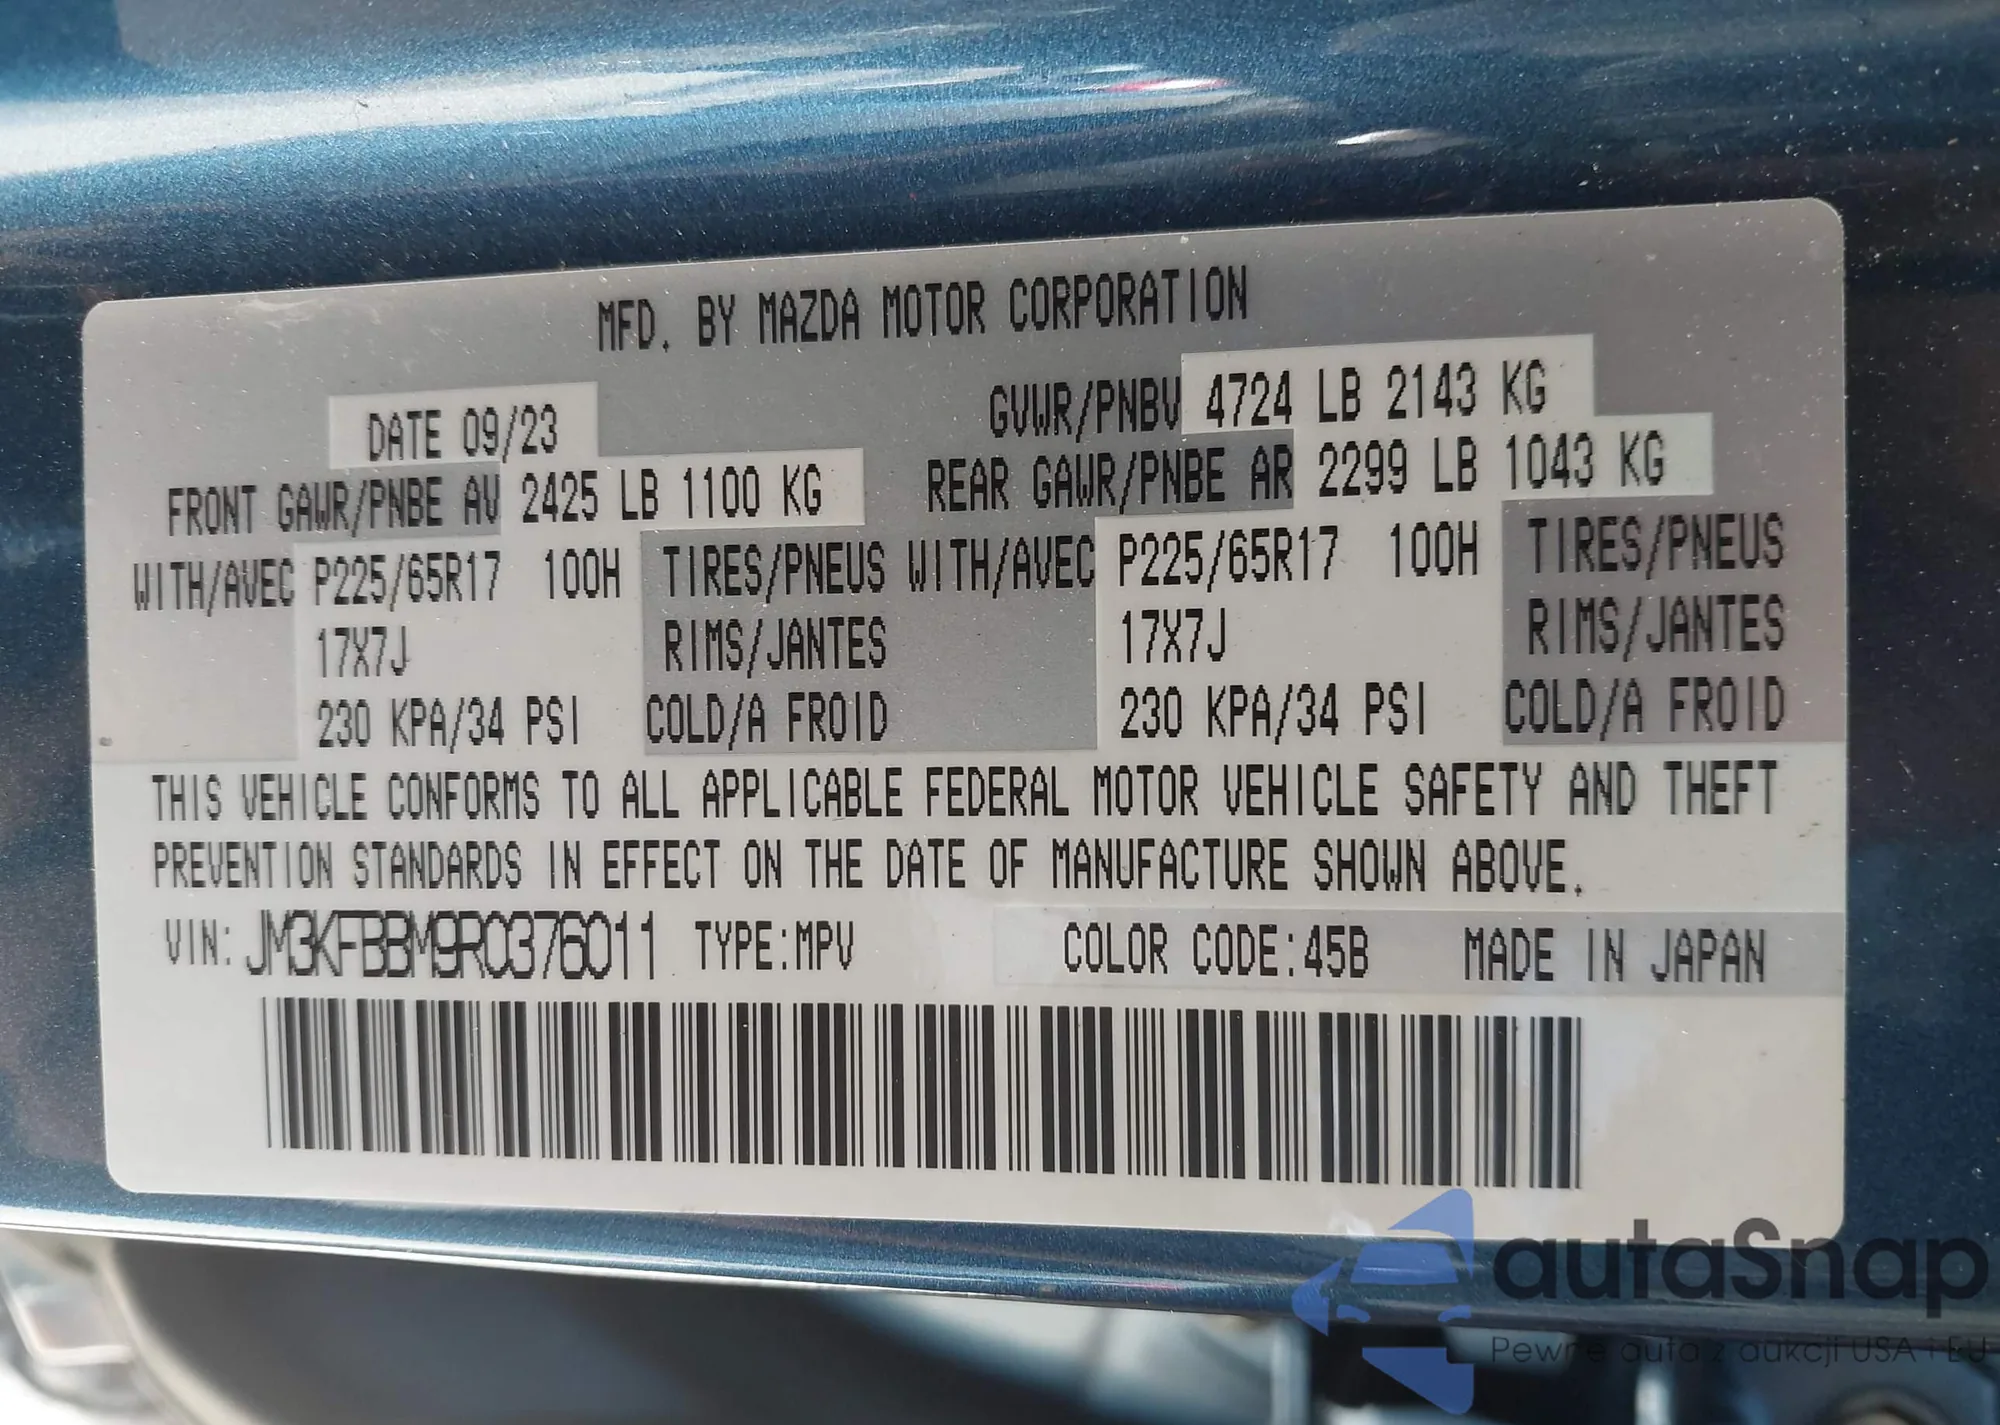 MFD. BY MAZDA MOTOR CORPORATION
DATE 09/23 GVWR/PNBV 4724 LB 2143 KG
FRONT GAWR/PNBE AV 2425 LB 1100 KG REAR GAWR/PNBE AR 2299 LB 1043 KG
WITH/AVEC P225/65R17 100H TIRES/PNEUS WITH/AVEC P225/65R17 100H TIRES/PNEUS
17X7J RIMS/JANTES 17X7J RIMS/JANTES
230 KPA/34 PSI COLD/A FROID 230 KPA/34 PSI COLD/A FROID
THIS VEHICLE CONFORMS TO ALL APPLICABLE FEDERAL MOTOR VEHICLE SAFETY AND THEFT
PREVENTION STANDARDS IN EFFECT ON THE DATE OF MANUFACTURE SHOWN ABOVE.
VIN: JM3KFBBM9R0376011 TYPE:MPV COLOR CODE:45B MADE IN JAPAN
autaSnap
Pewne auta z aukcji USA i EU